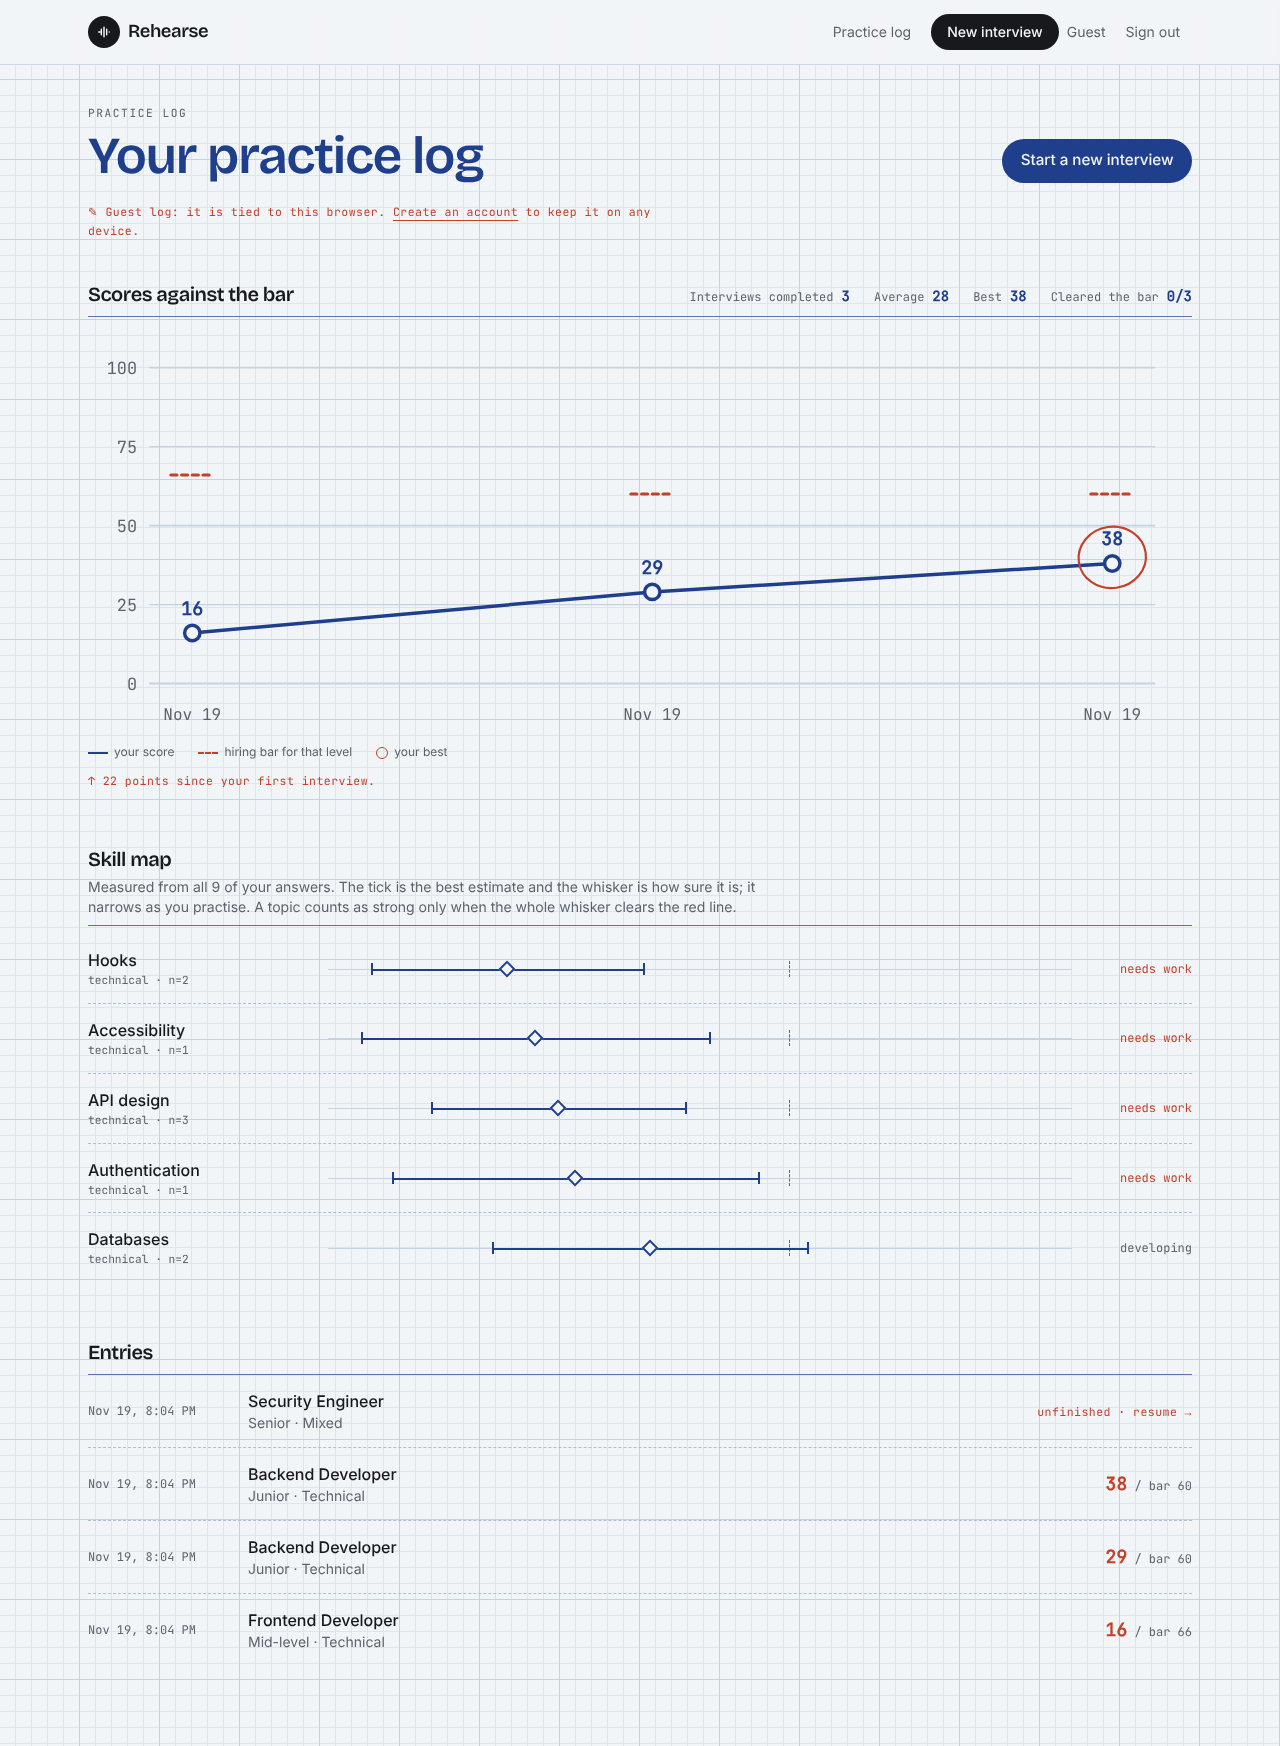 Rehearse
Practice log
New interview
Guest
Sign out
PRACTICE LOG
Your practice log
Start a new interview
✎ Guest log: it is tied to this browser. Create an account to keep it on any
device.
Scores against the bar
Interviews completed 3
Average 28
Best 38
Cleared the bar 0/3
100
75
50
25
0
16
29
38
Nov 19
Nov 19
Nov 19
your score
hiring bar for that level
your best
↑ 22 points since your first interview.
Skill map
Measured from all 9 of your answers. The tick is the best estimate and the whisker is how sure it is; it
narrows as you practise. A topic counts as strong only when the whole whisker clears the red line.
Hooks
technical · n=2
needs work
Accessibility
technical · n=1
needs work
API design
technical · n=3
needs work
Authentication
technical · n=1
needs work
Databases
technical · n=2
developing
Entries
Nov 19, 8:04 PM
Security Engineer
Senior · Mixed
unfinished · resume →
Nov 19, 8:04 PM
Backend Developer
Junior · Technical
38 / bar 60
Nov 19, 8:04 PM
Backend Developer
Junior · Technical
29 / bar 60
Nov 19, 8:04 PM
Frontend Developer
Mid-level · Technical
16 / bar 66